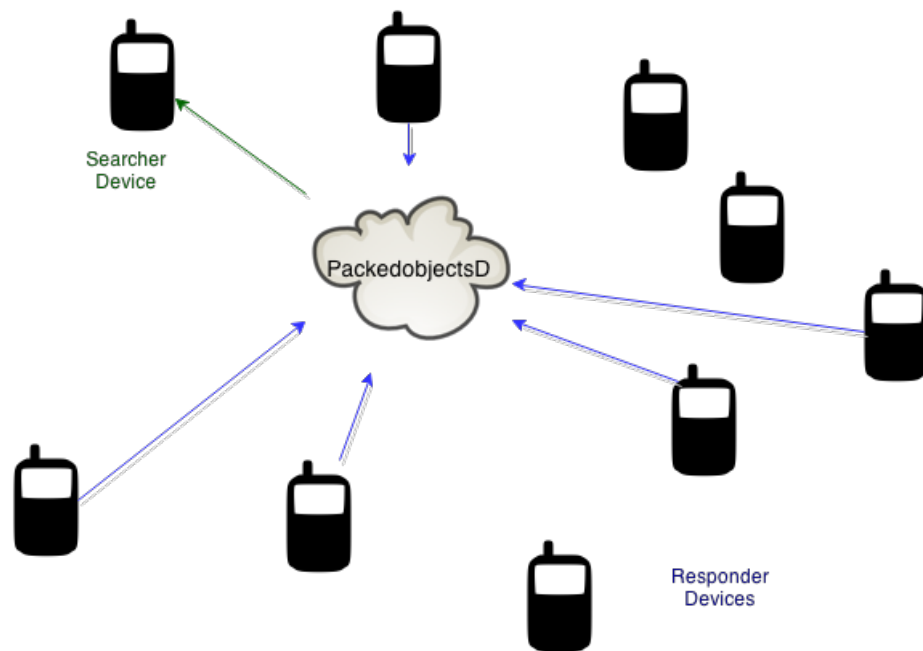 Searcher
Device
PackedobjectsD
Responder
Devices